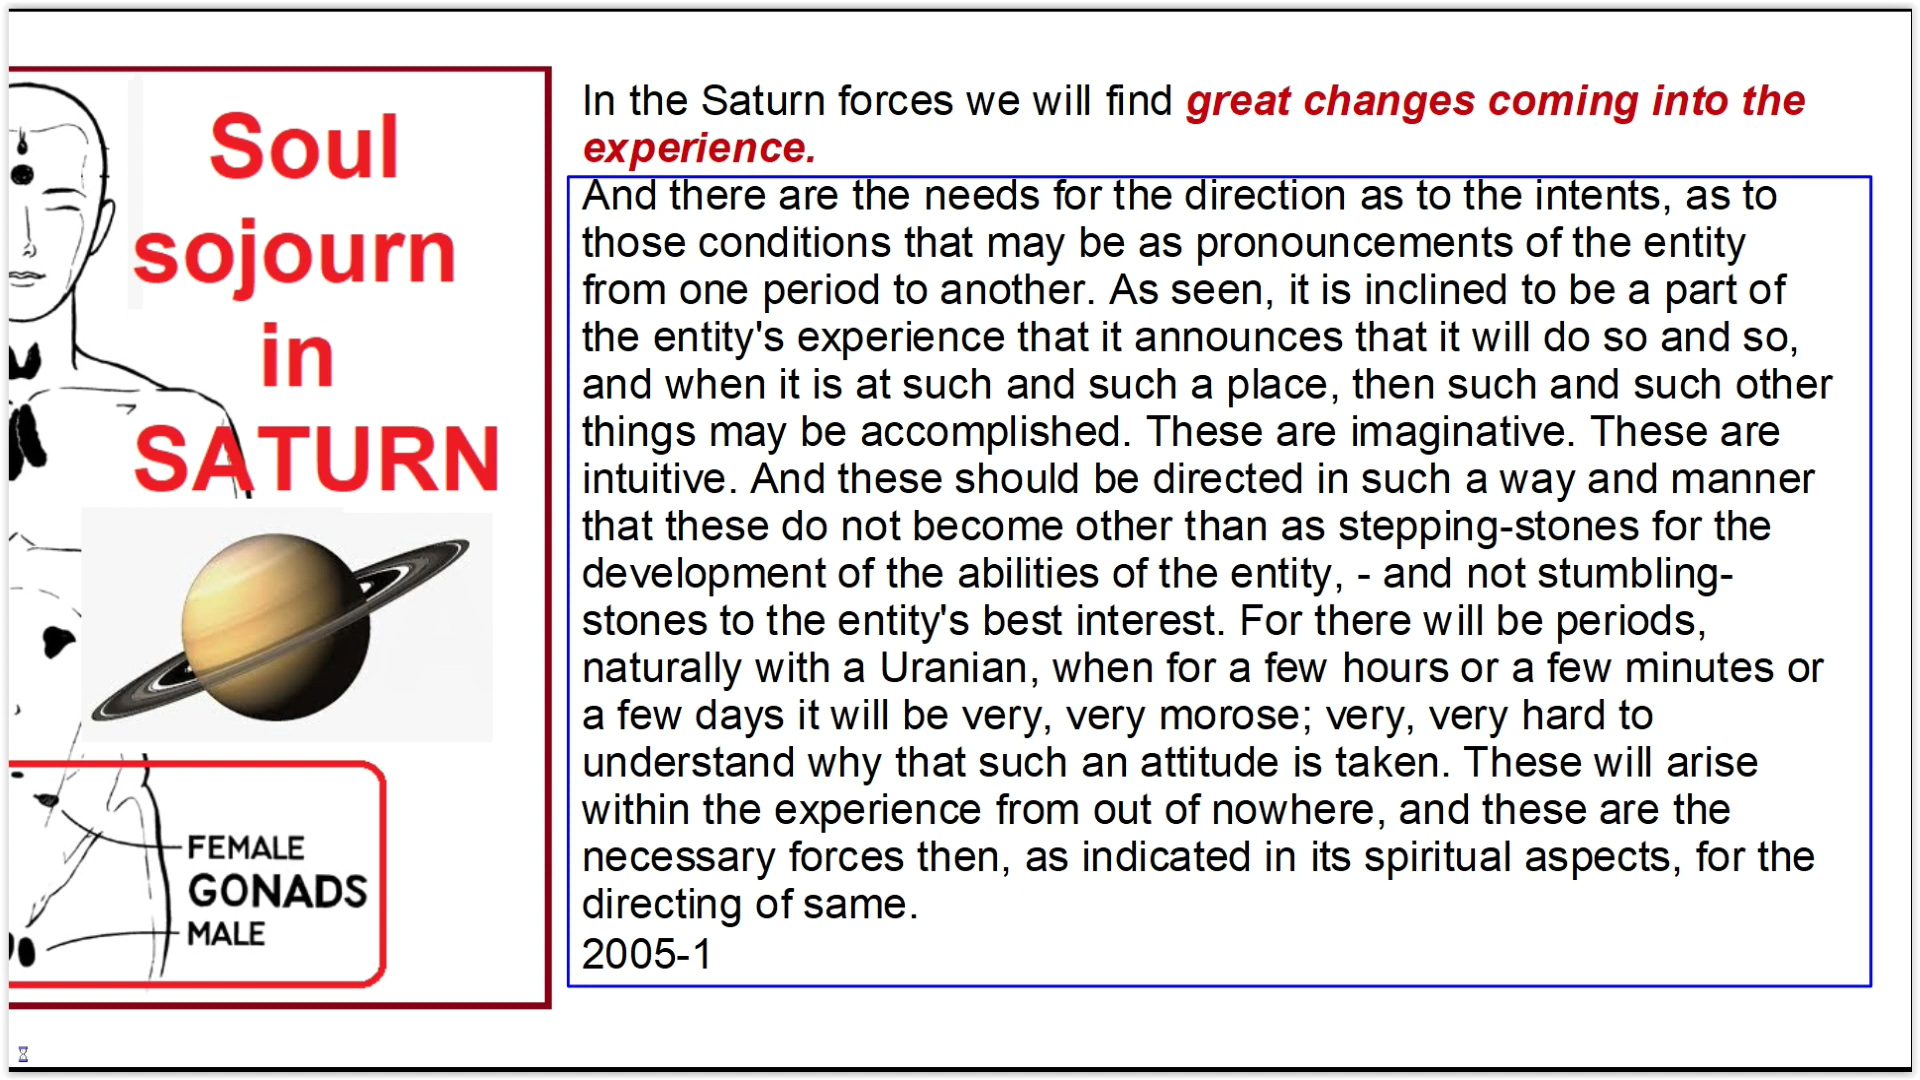 Soul
sojourn
in
SATURN
FEMALE
GONADS
MALE
In the Saturn forces we will find great changes coming into the
experience.
And there are the needs for the direction as to the intents, as to
those conditions that may be as pronouncements of the entity
from one period to another. As seen, it is inclined to be a part of
the entity's experience that it announces that it will do so and so,
and when it is at such and such a place, then such and such other
things may be accomplished. These are imaginative. These are
intuitive. And these should be directed in such a way and manner
that these do not become other than as stepping-stones for the
development of the abilities of the entity, - and not stumbling-
stones to the entity's best interest. For there will be periods,
naturally with a Uranian, when for a few hours or a few minutes or
a few days it will be very, very morose; very, very hard to
understand why that such an attitude is taken. These will arise
within the experience from out of nowhere, and these are the
necessary forces then, as indicated in its spiritual aspects, for the
directing of same.
2005-1